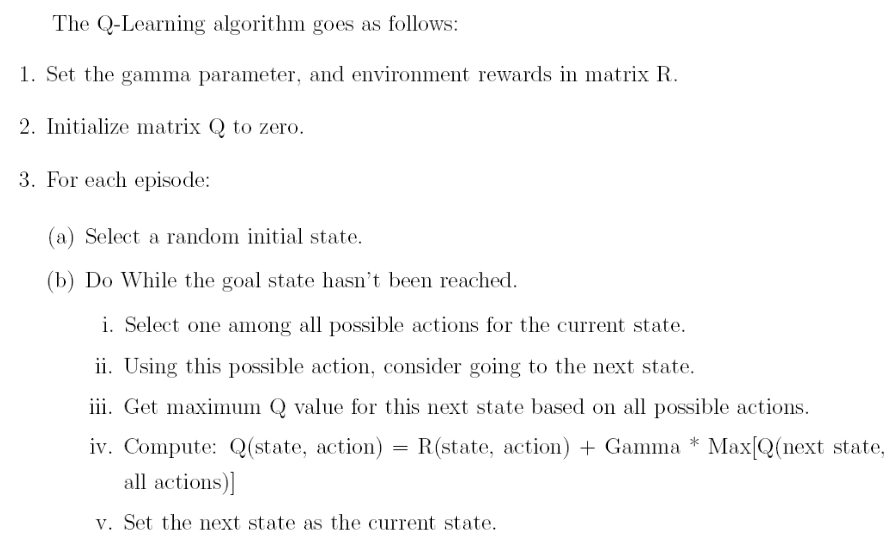 The Q-Learning algorithm goes as follows:
1. Set the gamma parameter, and environment rewards in matrix R.
2. Initialize matrix Q to zero.
3. For each episode:
(a) Select a random initial state.
(b) Do While the goal state hasn't been reached.
i. Select one among all possible actions for the current state.
ii. Using this possible action, consider going to the next state.
iii. Get maximum Q value for this next state based on all possible actions.
iv. Compute: Q(state, action) = R(state, action) + Gamma * Max[Q(next state,
all actions)]
v. Set the next state as the current state.